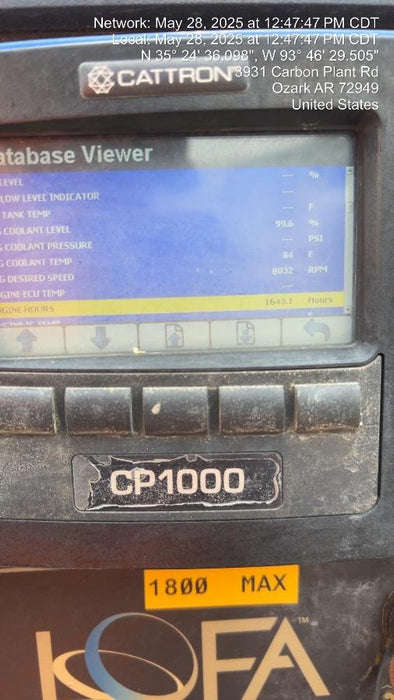 Network: May 28, 2025 at 12:47:47 PM CDT
Local: May 28, 2025 at 12:47:47 PM CDT
N 35° 24' 36.098", W 93° 46' 29.505"
3931 Carbon Plant Rd
Ozark AR 72949
United States
CATTRON™
atabase Viewer
LEVEL --- %
LOW LEVEL INDICATOR ---
TANK TEMP --- F
G COOLANT LEVEL 99.6 %
G COOLANT PRESSURE --- PSI
G COOLANT TEMP 84 F
G DESIRED SPEED 8032 RPM
GINE ECU TEMP ---
GINE HOURS 1643.1 Hours
CP1000
1800 MAX
OFA™